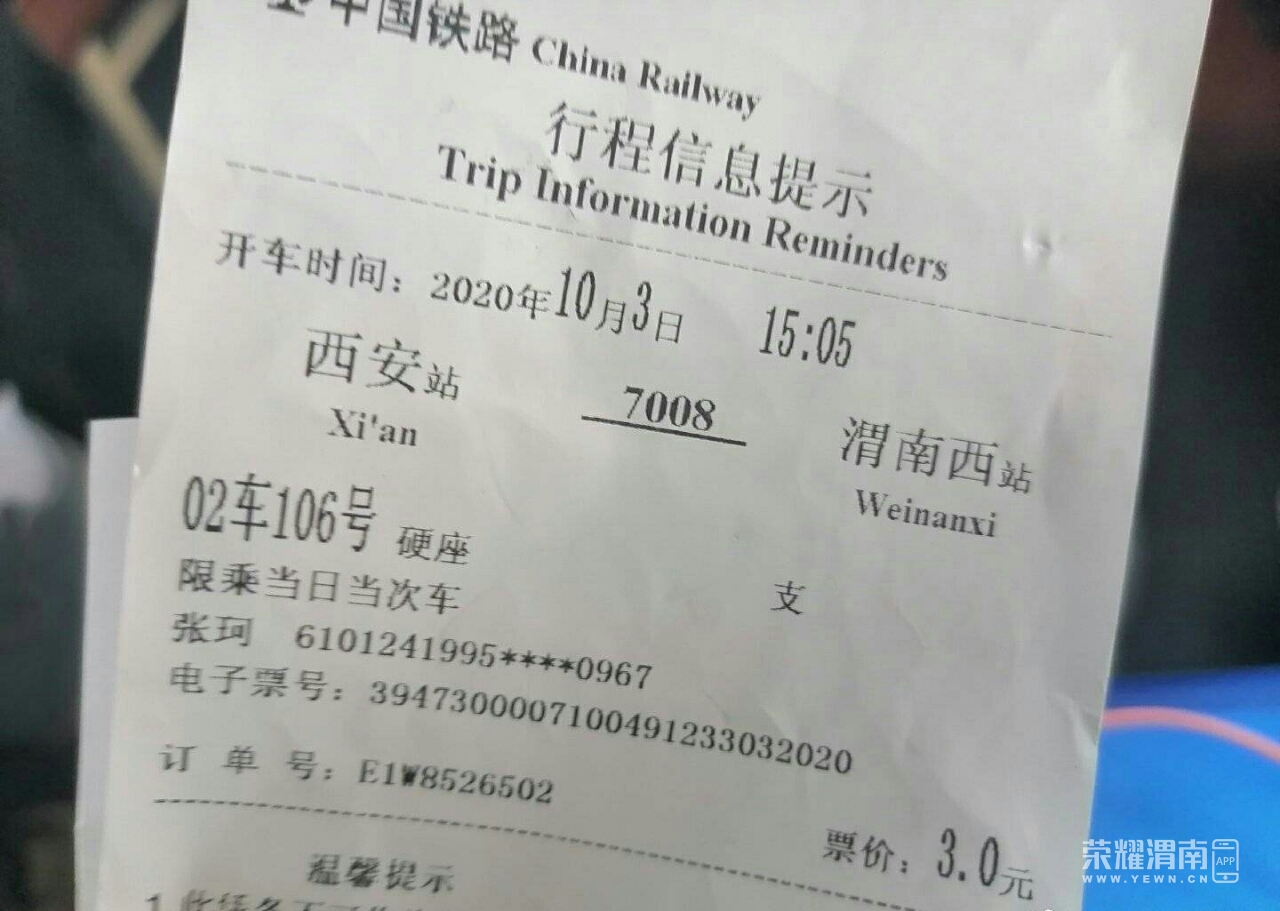 中国铁路 China Railway
行程信息提示
Trip Information Reminders
开车时间：2020年10月3日 15:05
西安站 7008 渭南西站
Xi'an Weinanxi
02车106号 硬座
限乘当日当次车 支
张珂 6101241995****0967
电子票号：3947300007100491233032020
订单号：E1W8526502
票价：3.0元
温馨提示
荣耀渭南APP
WWW.YEWN.CN